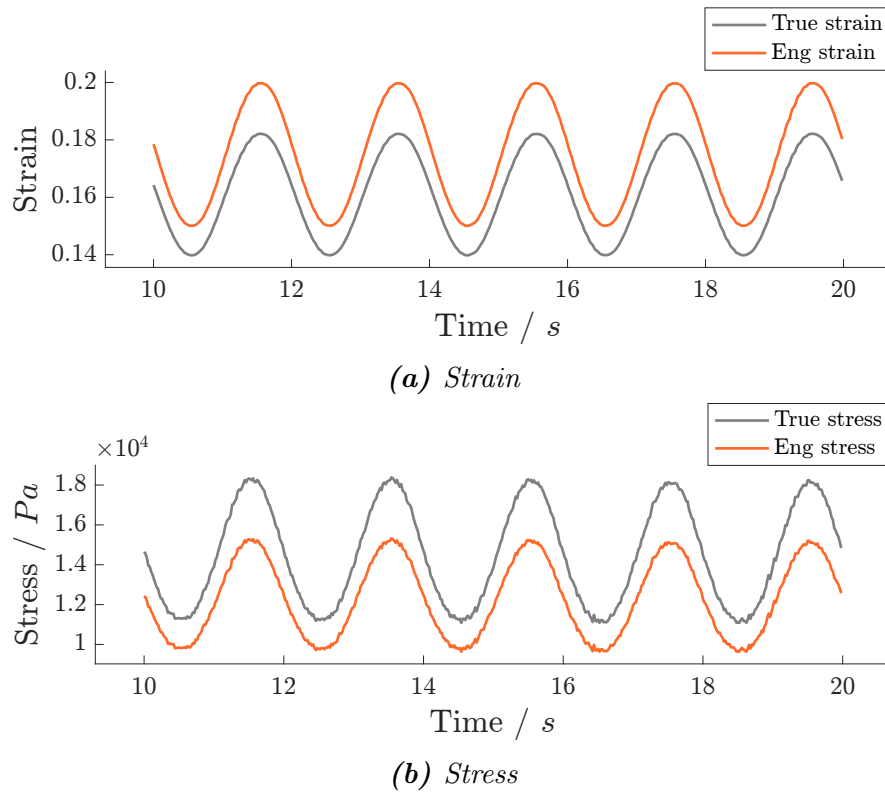 True strain
Eng strain
0.2
0.18
0.16
0.14
Strain
10 12 14 16 18 20
Time / s
(a) Strain
True stress
Eng stress
×10⁴
1.8
1.6
1.4
1.2
1
Stress / Pa
10 12 14 16 18 20
Time / s
(b) Stress